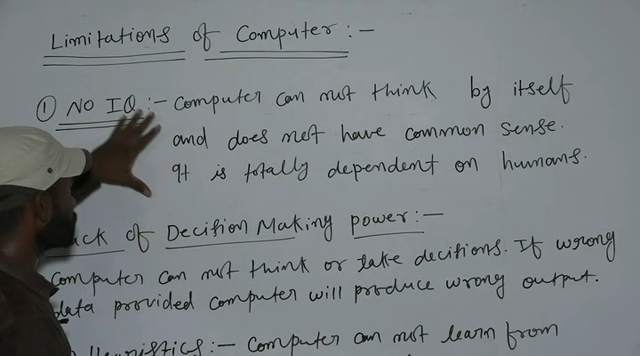 Limitations of Computer :-
① NO IQ :- Computer can not think by itself
and does not have common sense.
It is totally dependent on humans.
of Decision Making power :-
Computer can not think or take decitions. If wrong
data provided computer will produce wrong output.
Heuristics :- Computer can not learn from